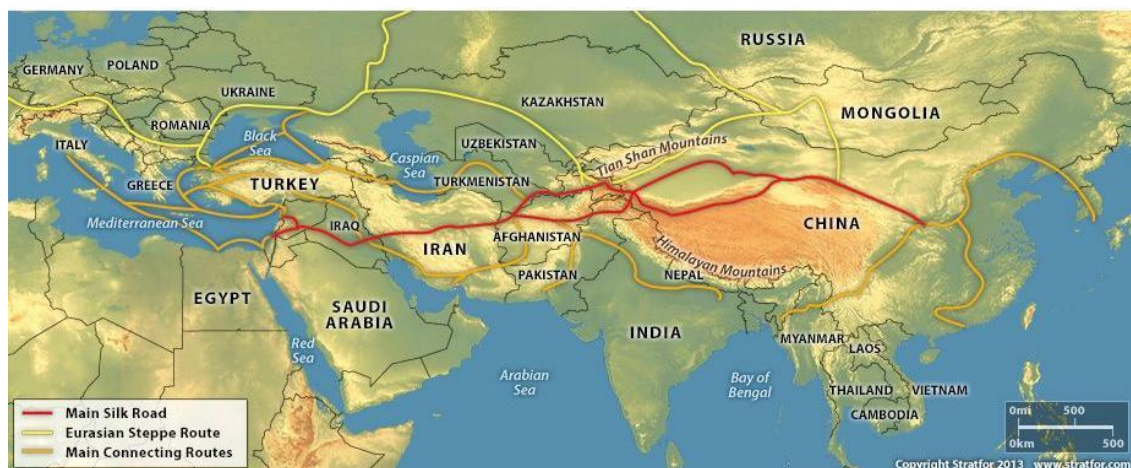 RUSSIA
GERMANY
POLAND
UKRAINE
KAZAKHSTAN
MONGOLIA
ROMANIA
ITALY
Black
Sea
Caspian
Sea
UZBEKISTAN
Tian Shan Mountains
GREECE
TURKEY
TURKMENISTAN
Mediterranean Sea
IRAQ
IRAN
AFGHANISTAN
CHINA
PAKISTAN
Himalayan Mountains
NEPAL
EGYPT
SAUDI
ARABIA
INDIA
MYANMAR
LAOS
Red
Sea
Arabian
Sea
Bay of
Bengal
THAILAND
VIETNAM
CAMBODIA
Main Silk Road
Eurasian Steppe Route
Main Connecting Routes
0mi 500
0km 500
Copyright Stratfor 2013 www.stratfor.com